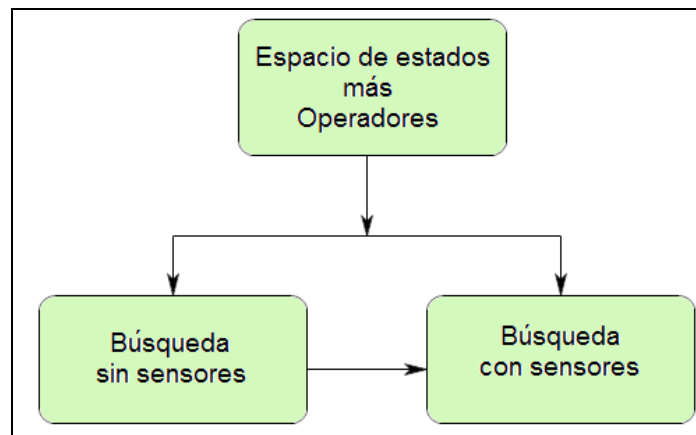 Espacio de estados
más
Operadores
Búsqueda
sin sensores
Búsqueda
con sensores